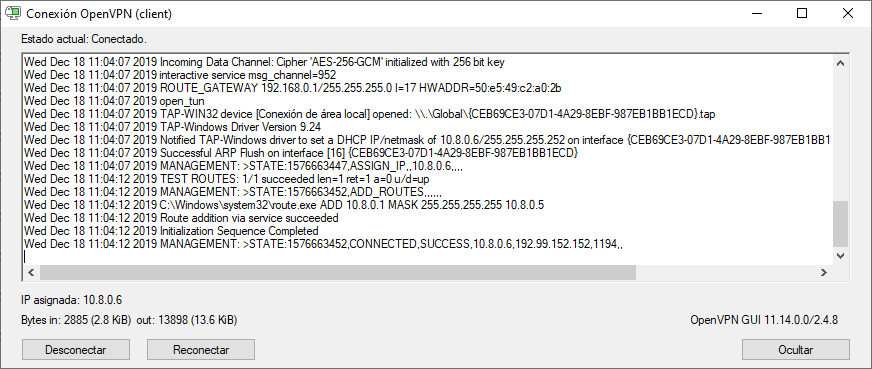 Conexión OpenVPN (client)
Estado actual: Conectado.
Wed Dec 18 11:04:07 2019 Incoming Data Channel: Cipher 'AES-256-GCM' initialized with 256 bit key
Wed Dec 18 11:04:07 2019 interactive service msg_channel=952
Wed Dec 18 11:04:07 2019 ROUTE_GATEWAY 192.168.0.1/255.255.255.0 I=17 HWADDR=50:e5:49:c2:a0:2b
Wed Dec 18 11:04:07 2019 open_tun
Wed Dec 18 11:04:07 2019 TAP-WIN32 device [Conexión de área local] opened: \\.\Global\{CEB69CE3-07D1-4A29-8EBF-987EB1BB1ECD}.tap
Wed Dec 18 11:04:07 2019 TAP-Windows Driver Version 9.24
Wed Dec 18 11:04:07 2019 Notified TAP-Windows driver to set a DHCP IP/netmask of 10.8.0.6/255.255.255.252 on interface {CEB69CE3-07D1-4A29-8EBF-987EB1BB1
Wed Dec 18 11:04:07 2019 Successful ARP Flush on interface [16] {CEB69CE3-07D1-4A29-8EBF-987EB1BB1ECD}
Wed Dec 18 11:04:07 2019 MANAGEMENT: >STATE:1576663447,ASSIGN_IP,,10.8.0.6,,,,
Wed Dec 18 11:04:12 2019 TEST ROUTES: 1/1 succeeded len=1 ret=1 a=0 u/d=up
Wed Dec 18 11:04:12 2019 MANAGEMENT: >STATE:1576663452,ADD_ROUTES,,,,,,
Wed Dec 18 11:04:12 2019 C:\Windows\system32\route.exe ADD 10.8.0.1 MASK 255.255.255.255 10.8.0.5
Wed Dec 18 11:04:12 2019 Route addition via service succeeded
Wed Dec 18 11:04:12 2019 Initialization Sequence Completed
Wed Dec 18 11:04:12 2019 MANAGEMENT: >STATE:1576663452,CONNECTED,SUCCESS,10.8.0.6,192.99.152.152,1194,,
IP asignada: 10.8.0.6
Bytes in: 2885 (2.8 KiB) out: 13898 (13.6 KiB)
OpenVPN GUI 11.14.0.0/2.4.8
Desconectar
Reconectar
Ocultar